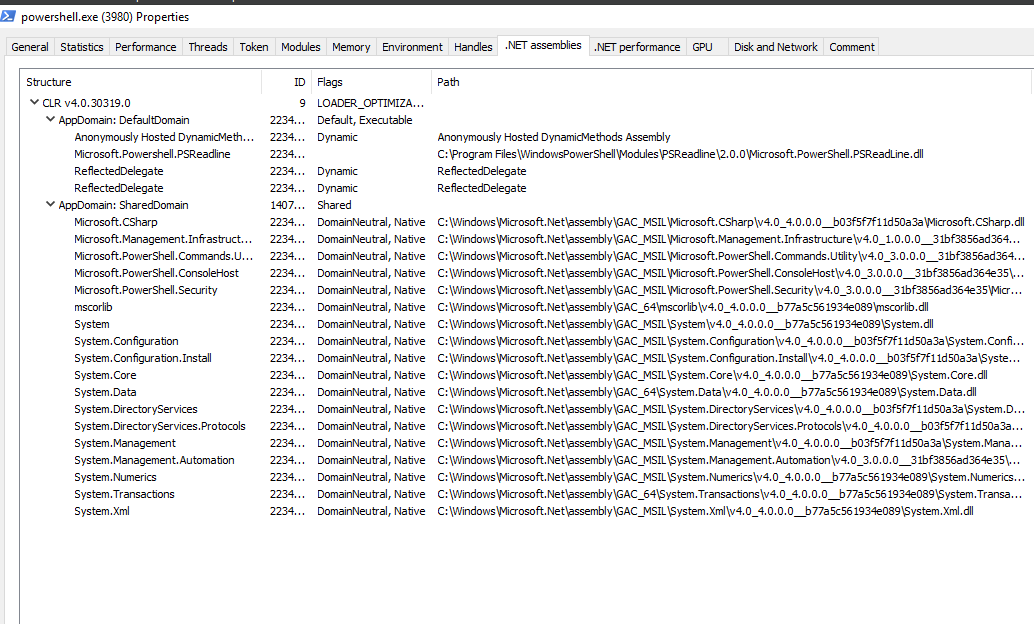 powershell.exe (3980) Properties
General Statistics Performance Threads Token Modules Memory Environment Handles .NET assemblies .NET performance GPU Disk and Network Comment
Structure ID Flags Path
CLR v4.0.30319.0 9 LOADER_OPTIMIZA...
AppDomain: DefaultDomain 2234... Default, Executable
Anonymously Hosted DynamicMeth... 2234... Dynamic Anonymously Hosted DynamicMethods Assembly
Microsoft.Powershell.PSReadline 2234... C:\Program Files\WindowsPowerShell\Modules\PSReadline\2.0.0\Microsoft.PowerShell.PSReadLine.dll
ReflectedDelegate 2234... Dynamic ReflectedDelegate
ReflectedDelegate 2234... Dynamic ReflectedDelegate
AppDomain: SharedDomain 1407... Shared
Microsoft.CSharp 2234... DomainNeutral, Native C:\Windows\Microsoft.Net\assembly\GAC_MSIL\Microsoft.CSharp\v4.0_4.0.0.0__b03f5f7f11d50a3a\Microsoft.CSharp.dll
Microsoft.Management.Infrastruct... 2234... DomainNeutral, Native C:\Windows\Microsoft.Net\assembly\GAC_MSIL\Microsoft.Management.Infrastructure\v4.0_1.0.0.0__31bf3856ad364...
Microsoft.PowerShell.Commands.U... 2234... DomainNeutral, Native C:\Windows\Microsoft.Net\assembly\GAC_MSIL\Microsoft.PowerShell.Commands.Utility\v4.0_3.0.0.0__31bf3856ad364...
Microsoft.PowerShell.ConsoleHost 2234... DomainNeutral, Native C:\Windows\Microsoft.Net\assembly\GAC_MSIL\Microsoft.PowerShell.ConsoleHost\v4.0_3.0.0.0__31bf3856ad364e35\...
Microsoft.PowerShell.Security 2234... DomainNeutral, Native C:\Windows\Microsoft.Net\assembly\GAC_MSIL\Microsoft.PowerShell.Security\v4.0_3.0.0.0__31bf3856ad364e35\Micr...
mscorlib 2234... DomainNeutral, Native C:\Windows\Microsoft.Net\assembly\GAC_64\mscorlib\v4.0_4.0.0.0__b77a5c561934e089\mscorlib.dll
System 2234... DomainNeutral, Native C:\Windows\Microsoft.Net\assembly\GAC_MSIL\System\v4.0_4.0.0.0__b77a5c561934e089\System.dll
System.Configuration 2234... DomainNeutral, Native C:\Windows\Microsoft.Net\assembly\GAC_MSIL\System.Configuration\v4.0_4.0.0.0__b03f5f7f11d50a3a\System.Confi...
System.Configuration.Install 2234... DomainNeutral, Native C:\Windows\Microsoft.Net\assembly\GAC_MSIL\System.Configuration.Install\v4.0_4.0.0.0__b03f5f7f11d50a3a\Syste...
System.Core 2234... DomainNeutral, Native C:\Windows\Microsoft.Net\assembly\GAC_MSIL\System.Core\v4.0_4.0.0.0__b77a5c561934e089\System.Core.dll
System.Data 2234... DomainNeutral, Native C:\Windows\Microsoft.Net\assembly\GAC_64\System.Data\v4.0_4.0.0.0__b77a5c561934e089\System.Data.dll
System.DirectoryServices 2234... DomainNeutral, Native C:\Windows\Microsoft.Net\assembly\GAC_MSIL\System.DirectoryServices\v4.0_4.0.0.0__b03f5f7f11d50a3a\System.D...
System.DirectoryServices.Protocols 2234... DomainNeutral, Native C:\Windows\Microsoft.Net\assembly\GAC_MSIL\System.DirectoryServices.Protocols\v4.0_4.0.0.0__b03f5f7f11d50a3a...
System.Management 2234... DomainNeutral, Native C:\Windows\Microsoft.Net\assembly\GAC_MSIL\System.Management\v4.0_4.0.0.0__b03f5f7f11d50a3a\System.Mana...
System.Management.Automation 2234... DomainNeutral, Native C:\Windows\Microsoft.Net\assembly\GAC_MSIL\System.Management.Automation\v4.0_3.0.0.0__31bf3856ad364e35\...
System.Numerics 2234... DomainNeutral, Native C:\Windows\Microsoft.Net\assembly\GAC_MSIL\System.Numerics\v4.0_4.0.0.0__b77a5c561934e089\System.Numerics...
System.Transactions 2234... DomainNeutral, Native C:\Windows\Microsoft.Net\assembly\GAC_64\System.Transactions\v4.0_4.0.0.0__b77a5c561934e089\System.Transa...
System.Xml 2234... DomainNeutral, Native C:\Windows\Microsoft.Net\assembly\GAC_MSIL\System.Xml\v4.0_4.0.0.0__b77a5c561934e089\System.Xml.dll